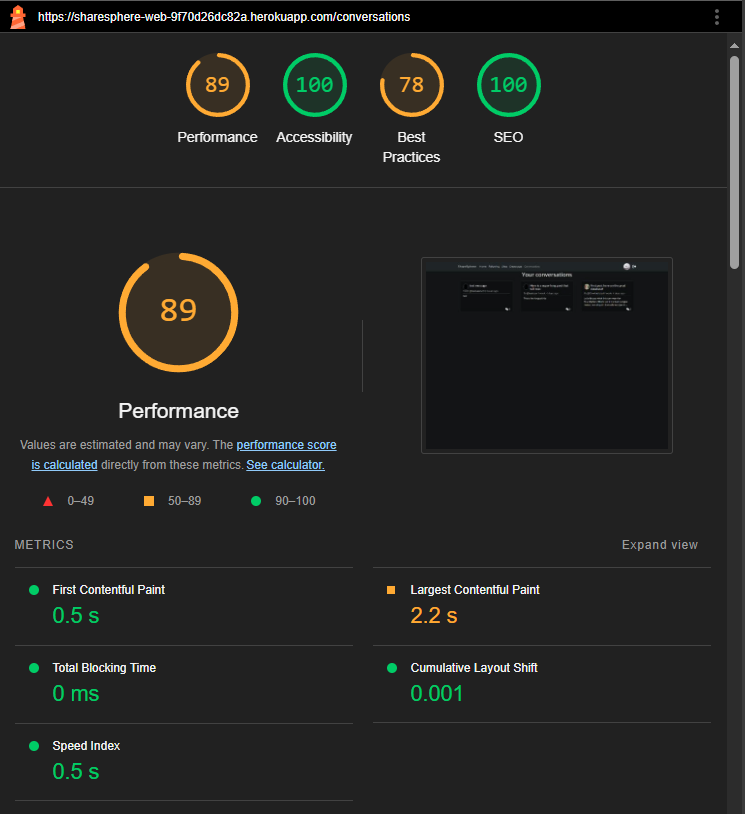 https://sharesphere-web-9f70d26dc82a.herokuapp.com/conversations
89
100
78
100
Performance
Accessibility
Best
Practices
SEO
89
Your conversations
Performance
Values are estimated and may vary. The performance score
is calculated directly from these metrics. See calculator.
0–49
50–89
90–100
METRICS
Expand view
First Contentful Paint
0.5 s
Largest Contentful Paint
2.2 s
Total Blocking Time
0 ms
Cumulative Layout Shift
0.001
Speed Index
0.5 s